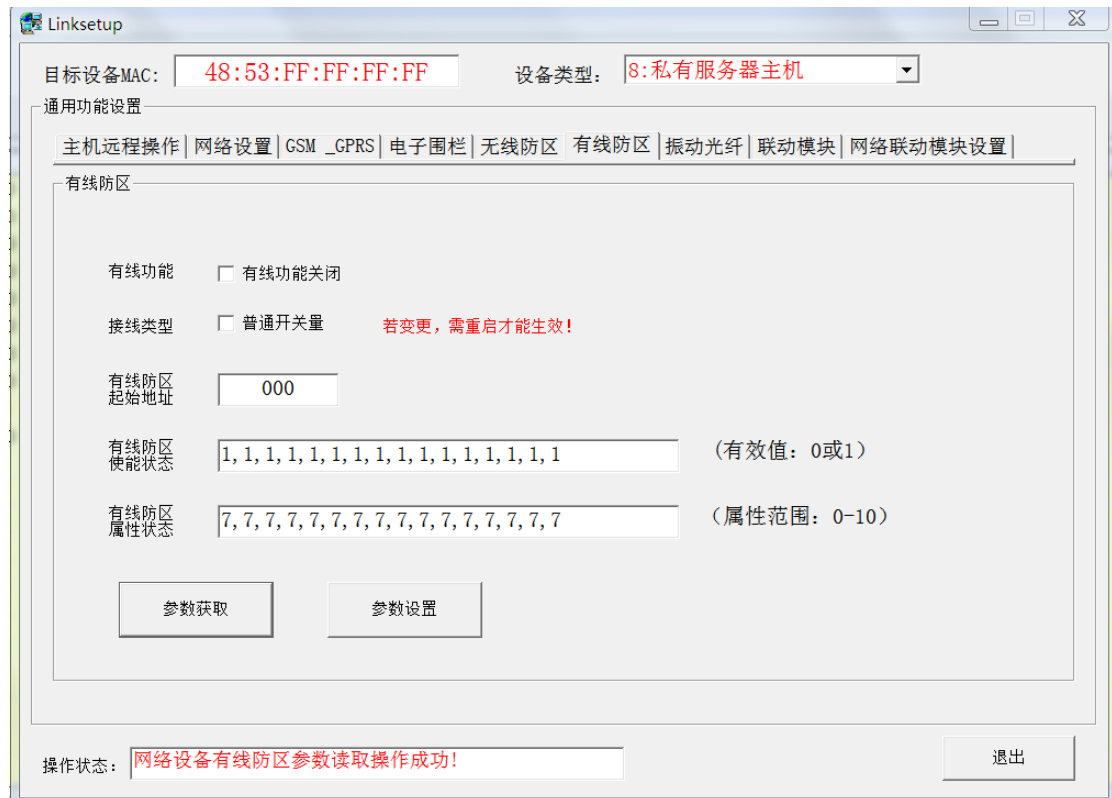 Linksetup
目标设备MAC: 48:53:FF:FF:FF:FF 设备类型: 8:私有服务器主机
通用功能设置
主机远程操作 网络设置 GSM _GPRS 电子围栏 无线防区 有线防区 振动光纤 联动模块 网络联动模块设置
有线防区
有线功能 有线功能关闭
接线类型 普通开关量 若变更，需重启才能生效!
有线防区
起始地址 000
有线防区
使能状态 1,1,1,1,1,1,1,1,1,1,1,1,1,1,1,1 (有效值: 0或1)
有线防区
属性状态 7,7,7,7,7,7,7,7,7,7,7,7,7,7,7,7 (属性范围: 0-10)
参数获取 参数设置
操作状态: 网络设备有线防区参数读取操作成功! 退出